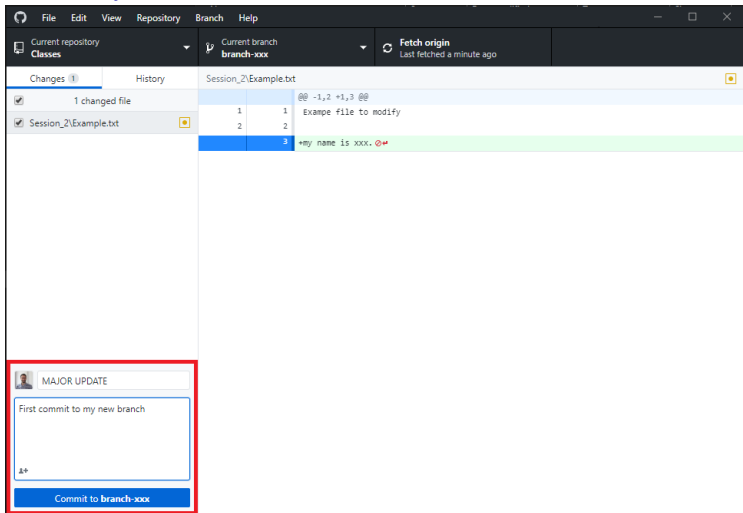 File Edit View Repository Branch Help
Current repository
Classes
Current branch
branch-xxx
Fetch origin
Last fetched a minute ago
Changes 1
History
Session_2\Example.txt
1 changed file
Session_2\Example.txt
@@ -1,2 +1,3 @@
1 1 Exampe file to modify
2 2
3 +my name is xxx.
MAJOR UPDATE
First commit to my new branch
Commit to branch-xxx